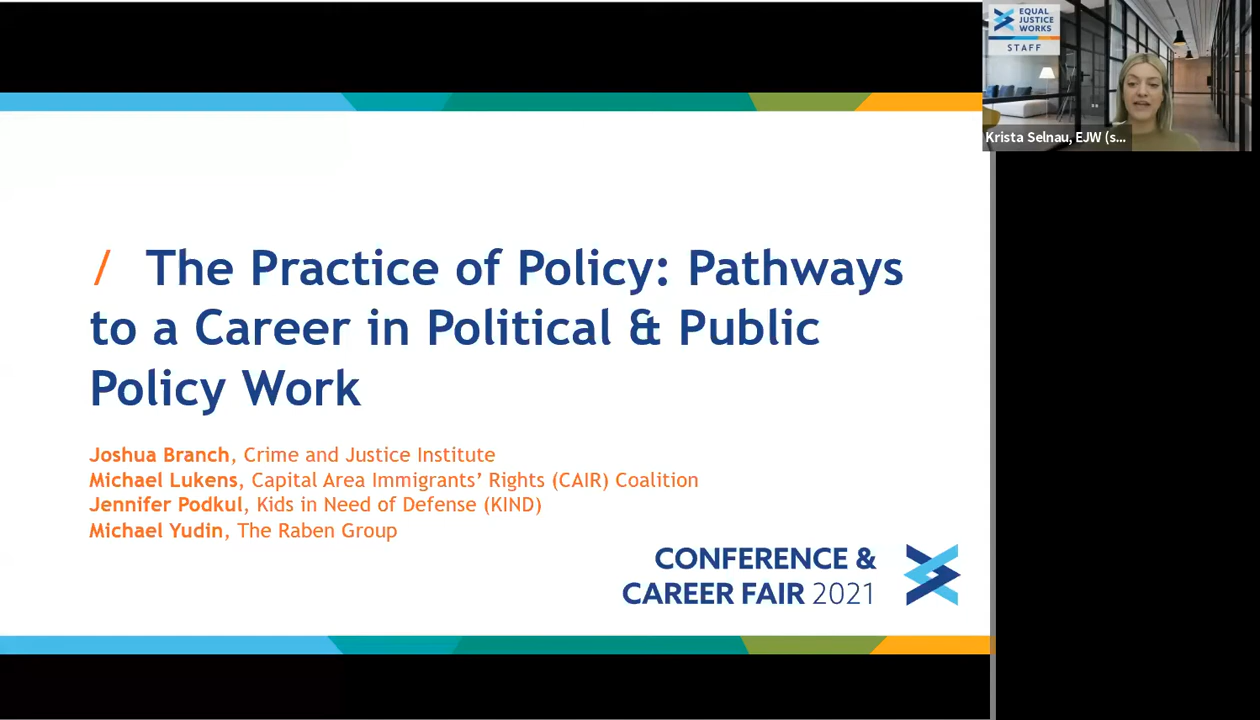 EQUAL
JUSTICE
WORKS
STAFF
Krista Selnau, EJW (s...
/ The Practice of Policy: Pathways
to a Career in Political & Public
Policy Work
Joshua Branch, Crime and Justice Institute
Michael Lukens, Capital Area Immigrants’ Rights (CAIR) Coalition
Jennifer Podkul, Kids in Need of Defense (KIND)
Michael Yudin, The Raben Group
CONFERENCE &
CAREER FAIR 2021